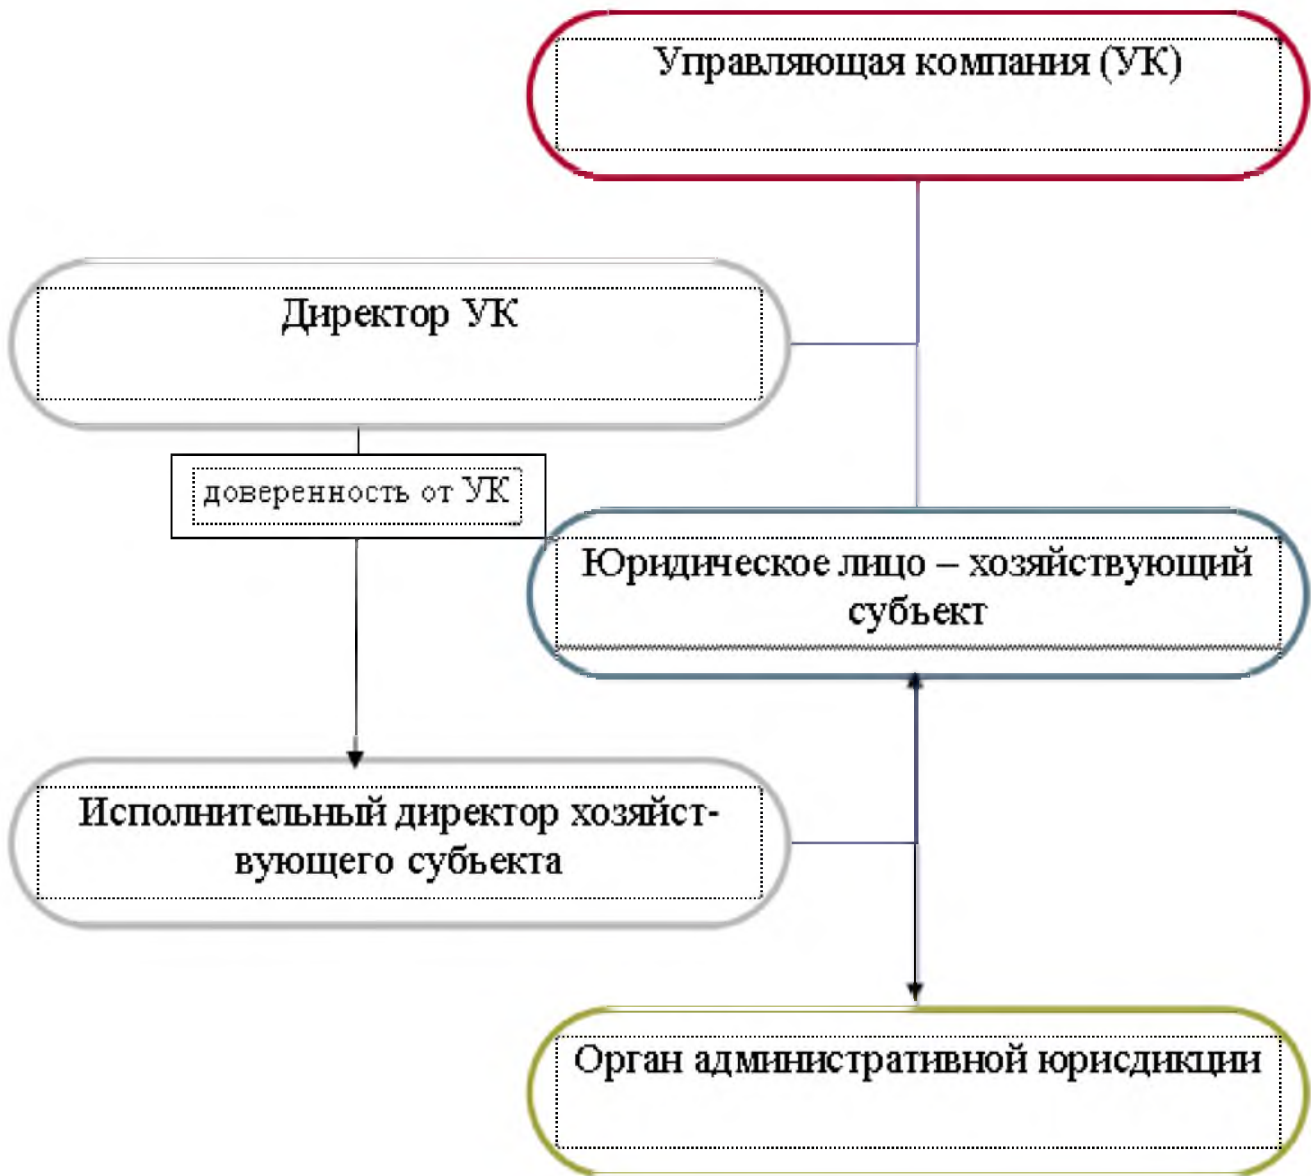 Управляющая компания (УК)
Директор УК
доверенность от УК
Юридическое лицо – хозяйствующий
субъект
Исполнительный директор хозяйст-
вующего субъекта
Орган административной юрисдикции